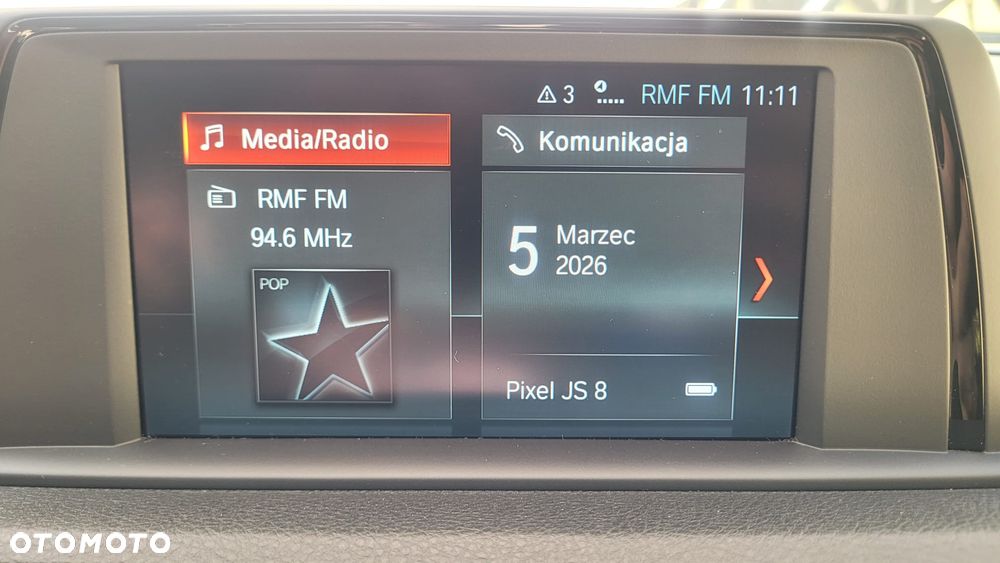 3 RMF FM 11:11
Media/Radio
Komunikacja
RMF FM
94.6 MHz
POP
5 Marzec
2026
Pixel JS 8
OTOMOTO